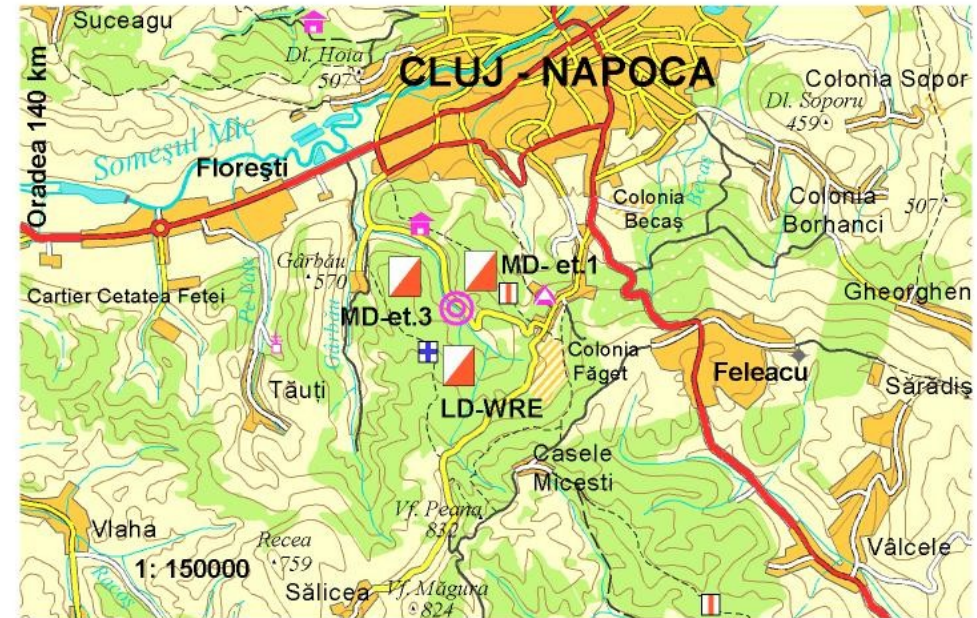 Suceagu
Dl. Hoia
507
CLUJ - NAPOCA
Colonia Sopor
Dl. Soporu
459
Oradea 140 km
Someşul Mic
Floreşti
Colonia
Becaş
Becaş
Colonia
Borhanci
507
Gârbău
570
MD- et.1
Cartier Cetatea Fetei
Gârbău
MD-et.3
Gheorghen
Colonia
Făget
Feleacu
Tăuți
LD-WRE
Sărădiş
Casele
Micesti
Vf. Peana
832
Vlaha
Recea
759
1: 150000
Vâlcele
Racoş
Sălicea
Vf. Măgura
824